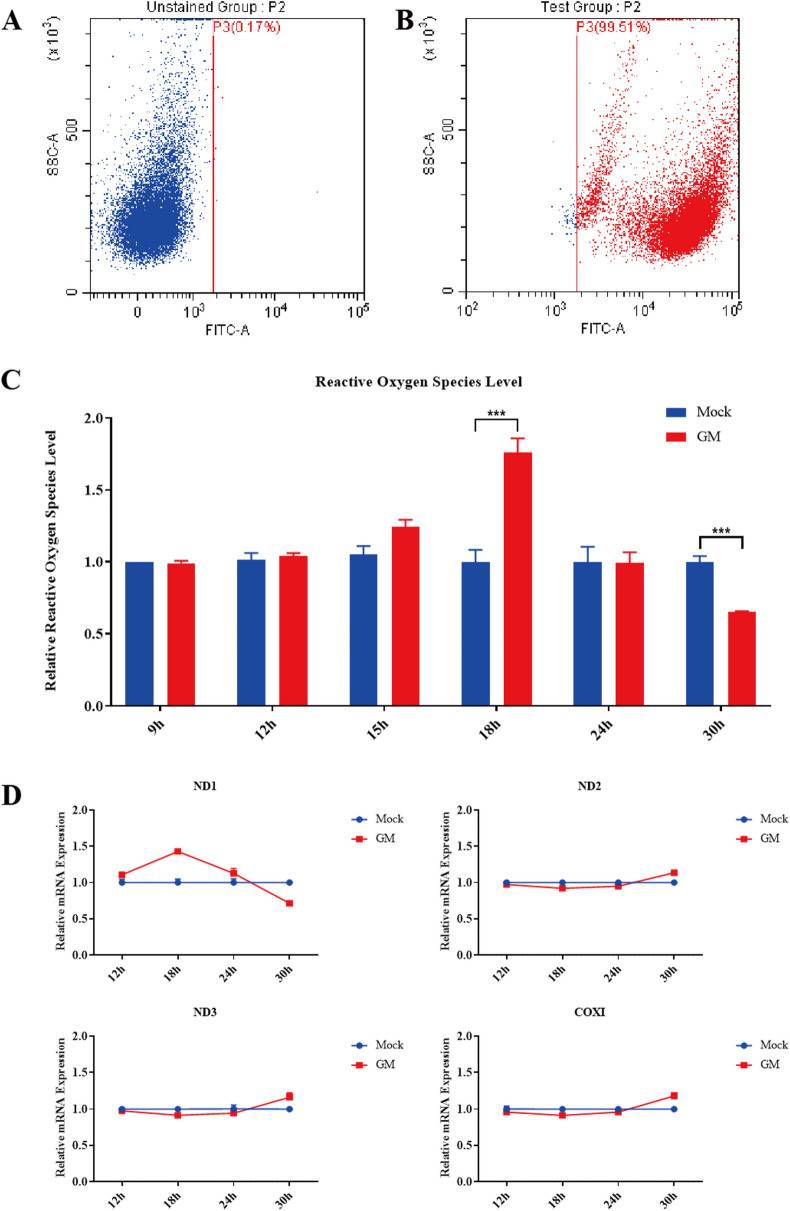 A
Unstained Group : P2
P3(0.17%)
(x 10³)
SSC-A
500
0
0 10³ 10⁴ 10⁵
FITC-A
B
Test Group : P2
P3(99.51%)
(x 10³)
SSC-A
500
0
10² 10³ 10⁴ 10⁵
FITC-A
C
Reactive Oxygen Species Level
Relative Reactive Oxygen Species Level
2.0
1.5
1.0
0.5
0.0
***
***
Mock
GM
9h 12h 15h 18h 24h 30h
D
ND1
Relative mRNA Expression
2.0
1.5
1.0
0.5
0.0
12h 18h 24h 30h
Mock
GM
ND2
Relative mRNA Expression
2.0
1.5
1.0
0.5
0.0
12h 18h 24h 30h
Mock
GM
ND3
Relative mRNA Expression
2.0
1.5
1.0
0.5
0.0
12h 18h 24h 30h
Mock
GM
COXI
Relative mRNA Expression
2.0
1.5
1.0
0.5
0.0
12h 18h 24h 30h
Mock
GM